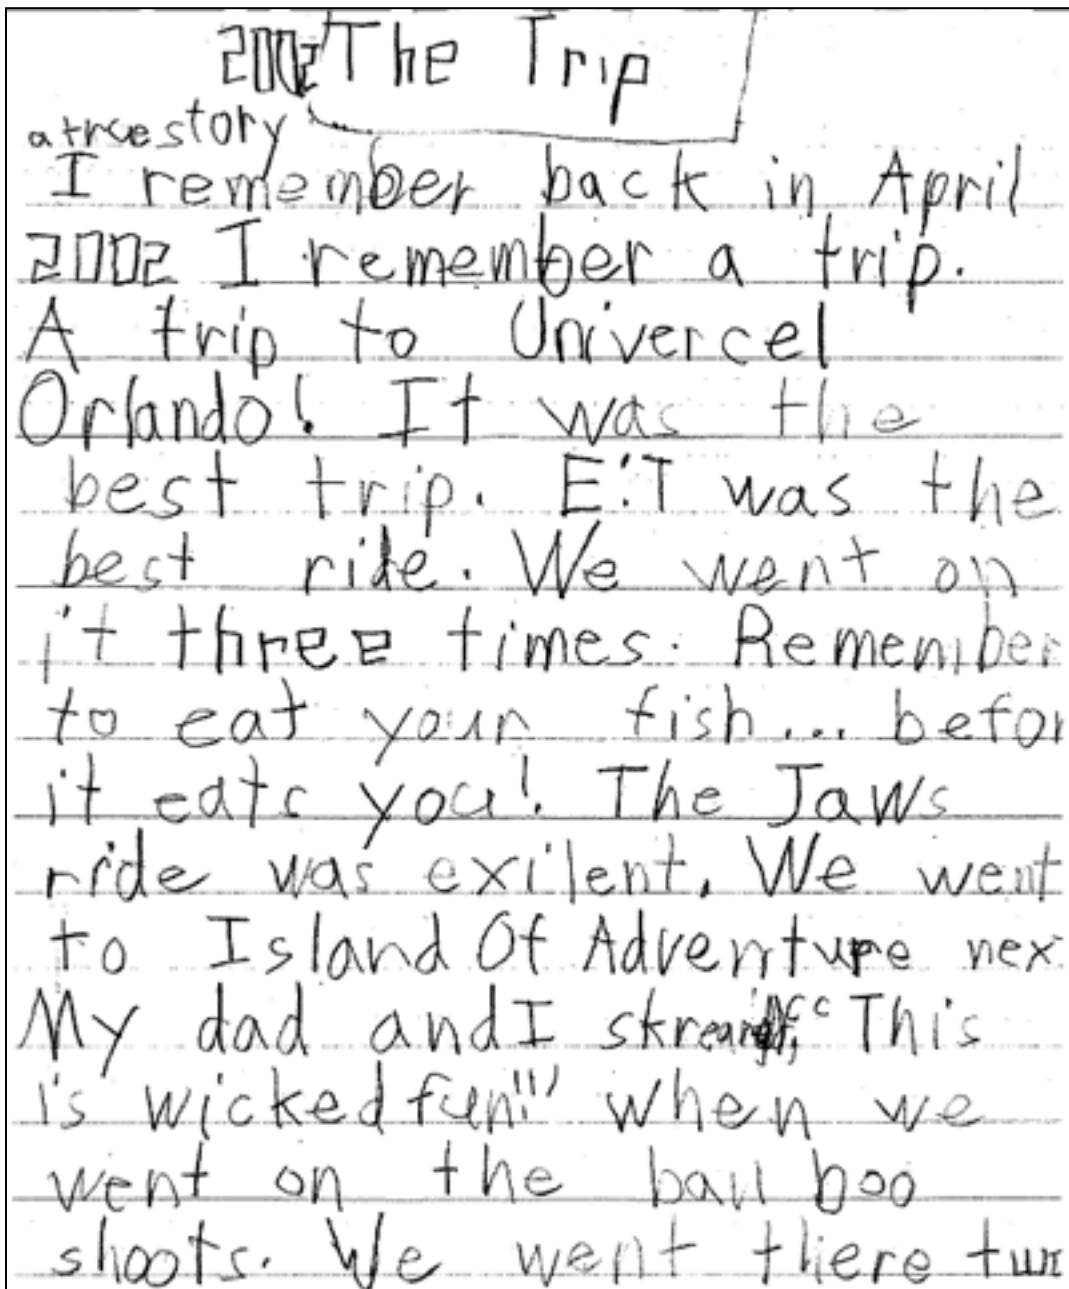 2002 The Trip
a true story
I remember back in April
2002 I remember a trip.
A trip to Univercel
Orlando! It was the
best trip. E.T was the
best ride. We went on
it three times. Remember
to eat your fish... befor
it eats you! The Jaws
ride was exilent. We went
to Island Of Adventure nex
My dad and I "This
is wicked fun!!!" when we
went on the boo
shoots. We went there